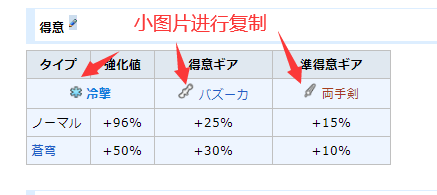 得意
小图片进行复制
タイプ 強化値 得意ギア 準得意ギア
冷撃 バズーカ 両手剣
ノーマル +96% +25% +15%
蒼穹 +50% +30% +10%